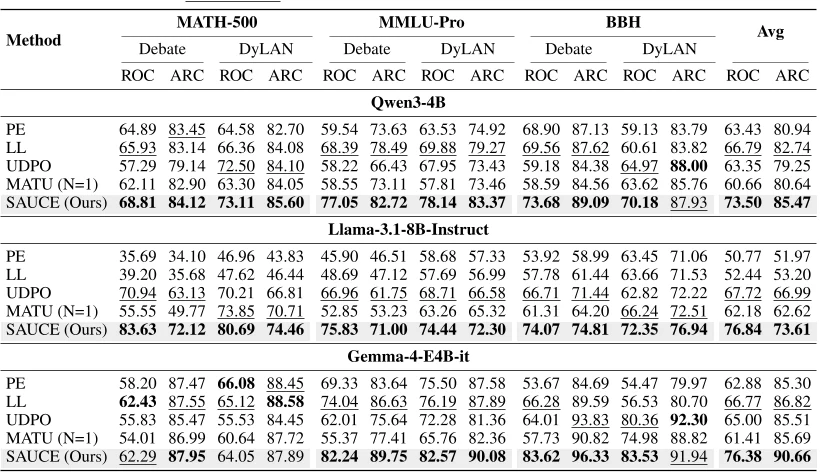 Method MATH-500 MMLU-Pro BBH Avg
Debate DyLAN Debate DyLAN Debate DyLAN
ROC ARC ROC ARC ROC ARC ROC ARC ROC ARC ROC ARC ROC ARC
Qwen3-4B
PE 64.89 83.45 64.58 82.70 59.54 73.63 63.53 74.92 68.90 87.13 59.13 83.79 63.43 80.94
LL 65.93 83.14 66.36 84.08 68.39 78.49 69.88 79.27 69.56 87.62 60.61 83.82 66.79 82.74
UDPO 57.29 79.14 72.50 84.10 58.22 66.43 67.95 73.43 59.18 84.38 64.97 88.00 63.35 79.25
MATU (N=1) 62.11 82.90 63.30 84.05 58.55 73.11 57.81 73.46 58.59 84.56 63.62 85.76 60.66 80.64
SAUCE (Ours) 68.81 84.12 73.11 85.60 77.05 82.72 78.14 83.37 73.68 89.09 70.18 87.93 73.50 85.47
Llama-3.1-8B-Instruct
PE 35.69 34.10 46.96 43.83 45.90 46.51 58.68 57.33 53.92 58.99 63.45 71.06 50.77 51.97
LL 39.20 35.68 47.62 46.44 48.69 47.12 57.69 56.99 57.78 61.44 63.66 71.53 52.44 53.20
UDPO 70.94 63.13 70.21 66.81 66.96 61.75 68.71 66.58 66.71 71.44 62.82 72.22 67.72 66.99
MATU (N=1) 55.55 49.77 73.85 70.71 52.85 53.23 63.26 65.32 61.31 64.20 66.24 72.51 62.18 62.62
SAUCE (Ours) 83.63 72.12 80.69 74.46 75.83 71.00 74.44 72.30 74.07 74.81 72.35 76.94 76.84 73.61
Gemma-4-E4B-it
PE 58.20 87.47 66.08 88.45 69.33 83.64 75.50 87.58 53.67 84.69 54.47 79.97 62.88 85.30
LL 62.43 87.55 65.12 88.58 74.04 86.63 76.19 87.89 66.28 89.59 56.53 80.70 66.77 86.82
UDPO 55.83 85.47 55.53 84.45 62.01 75.64 72.28 81.36 64.01 93.83 80.36 92.30 65.00 85.51
MATU (N=1) 54.01 86.99 60.64 87.72 55.37 77.41 65.76 82.36 57.73 90.82 74.98 88.82 61.41 85.69
SAUCE (Ours) 62.29 87.95 64.05 87.89 82.24 89.75 82.57 90.08 83.62 96.33 83.53 91.94 76.38 90.66